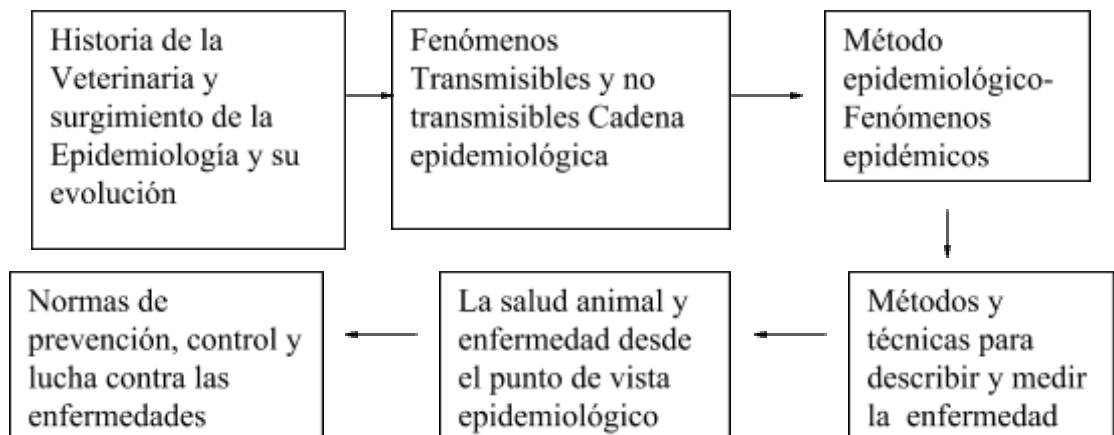 Historia de la
Veterinaria y
surgimiento de la
Epidemiología y su
evolución
Fenómenos
Transmisibles y no
transmisibles Cadena
epidemiológica
Método
epidemiológico-
Fenómenos
epidémicos
Métodos y
técnicas para
describir y medir
la enfermedad
La salud animal y
enfermedad desde
el punto de vista
epidemiológico
Normas de
prevención, control y
lucha contra las
enfermedades